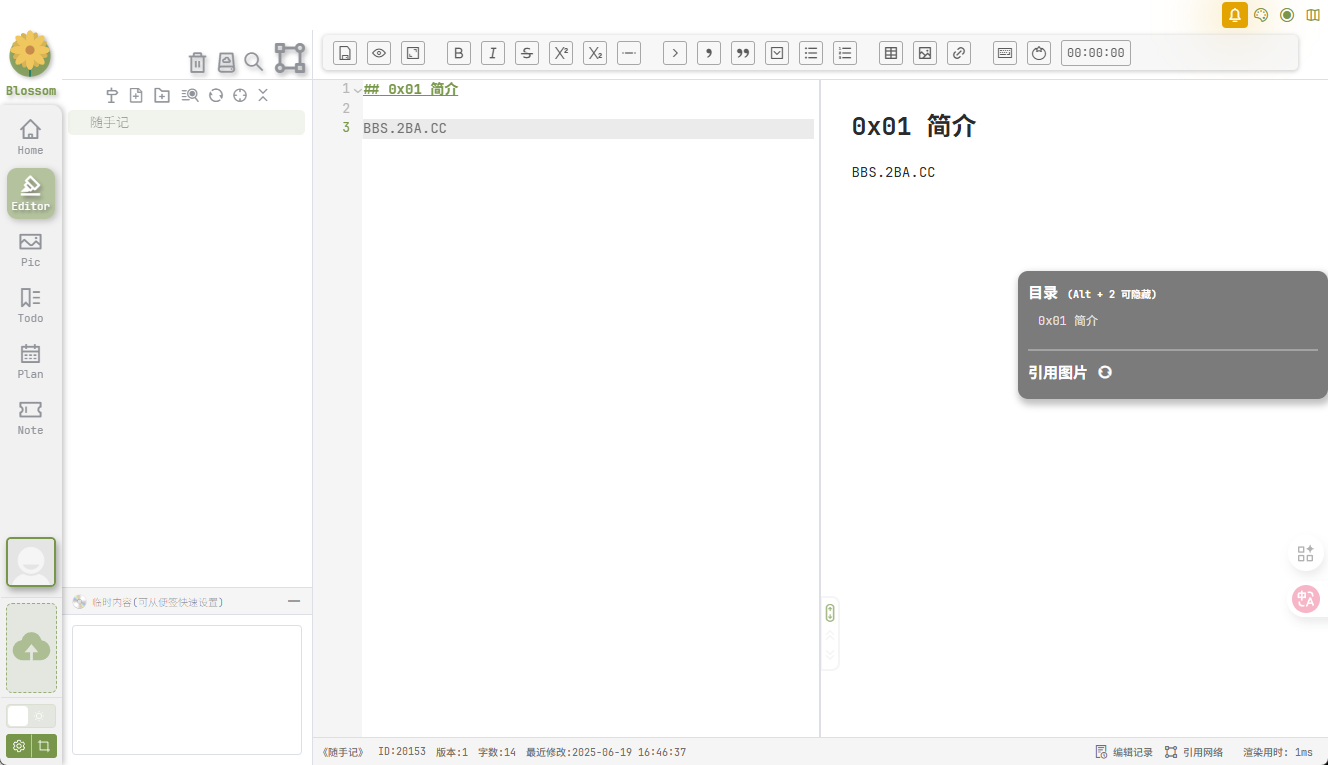 Blossom
Home
Editor
Pic
Todo
Plan
Note
随手记
临时内容(可从便签快速设置)
00:00:00
1 ## 0x01 简介
2
3 BBS.2BA.CC
0x01 简介
BBS.2BA.CC
目录 (Alt + 2 可隐藏)
0x01 简介
引用图片
《随手记》 ID:20153 版本:1 字数:14 最近修改:2025-06-19 16:46:37
编辑记录 引用网络 渲染用时: 1ms